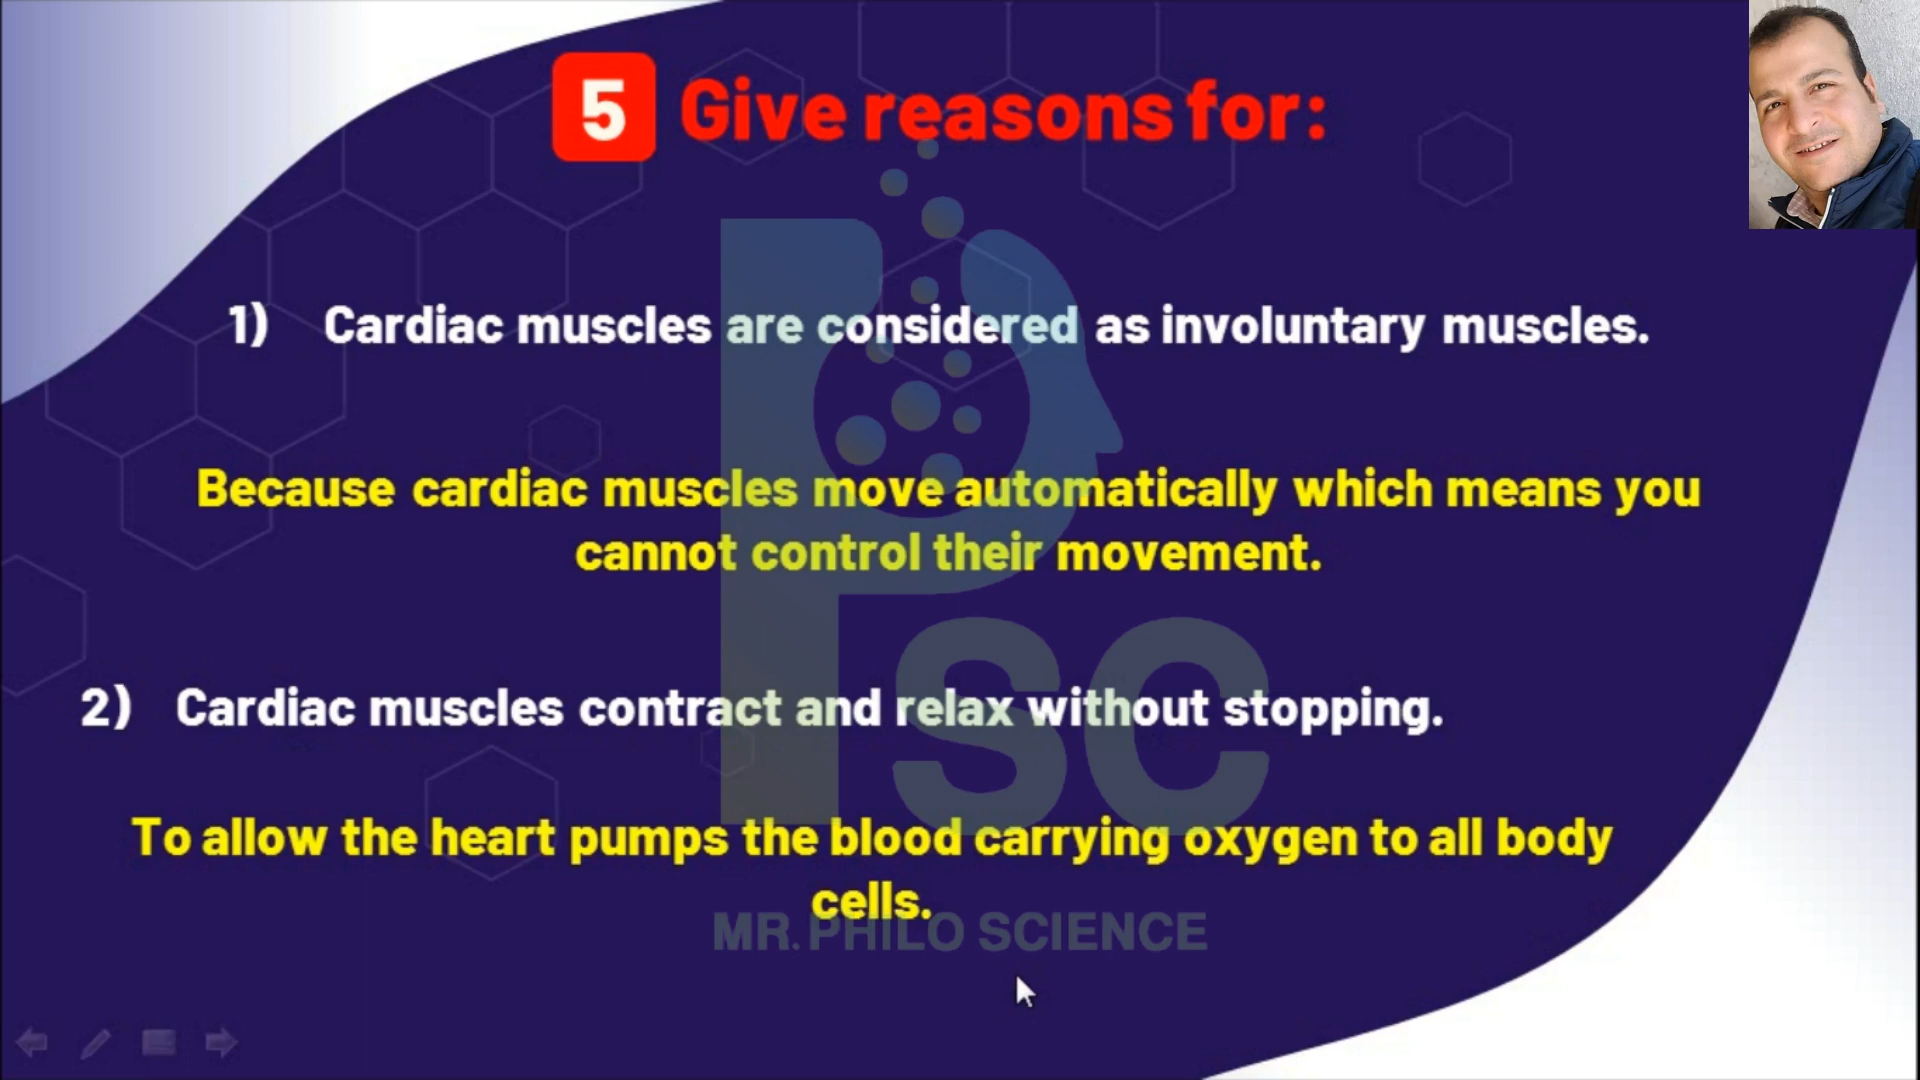 5 Give reasons for:
1) Cardiac muscles are considered as involuntary muscles.
Because cardiac muscles move automatically which means you
cannot control their movement.
2) Cardiac muscles contract and relax without stopping.
To allow the heart pumps the blood carrying oxygen to all body
cells.
Psc
MR. PHILO SCIENCE